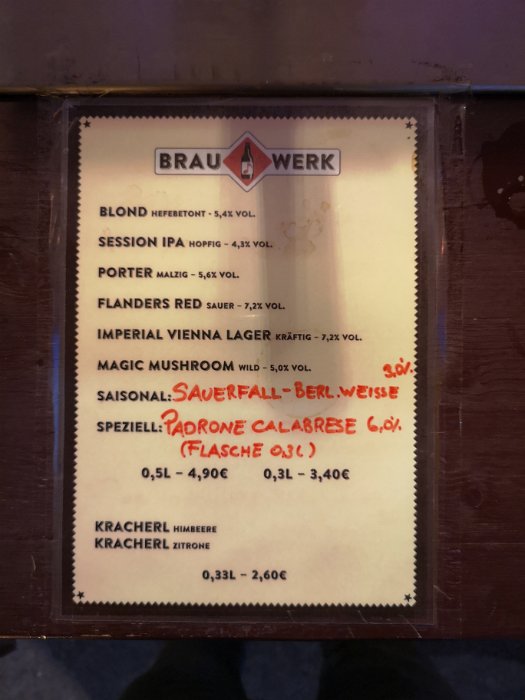 BRAU WERK
BLOND HEFEBETONT - 5,4% VOL.
SESSION IPA HOPFIG – 4,3% VOL.
PORTER MALZIG – 5,6% VOL.
FLANDERS RED SAUER – 7,2% VOL.
IMPERIAL VIENNA LAGER KRÄFTIG – 7,2% VOL.
MAGIC MUSHROOM WILD – 5,0% VOL.
3,0%
SAISONAL: SAUERFALL-BERL. WEISSE
SPEZIELL: PADRONE CALABRESE 6,0%
(FLASCHE 0,3L)
0,5L – 4,90€ 0,3L – 3,40€
KRACHERL HIMBEERE
KRACHERL ZITRONE
0,33L – 2,60€